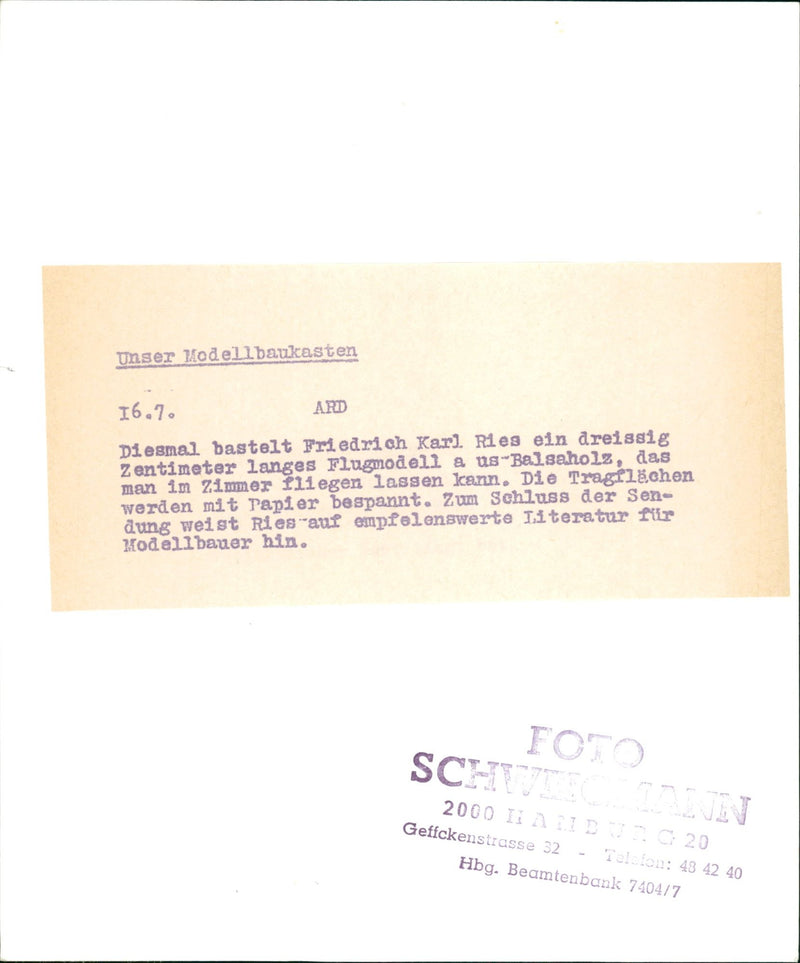 Unser Modellbaukasten
I6.7. ARD
Diesmal bastelt Friedrich Karl Ries ein dreissig
Zentimeter langes Flugmodell a us-Balsaholz, das
man im Zimmer fliegen lassen kann. Die Tragflächen
werden mit Papier bespannt. Zum Schluss der Sen-
dung weist Ries-auf empfelenswerte Literatur für
Modellbauer hin.
FOTO
SCHWEIGMANN
2000 HAMBURG 20
Geffckenstrasse 32 - Telefon: 48 42 40
Hbg. Beamtenbank 7404/7